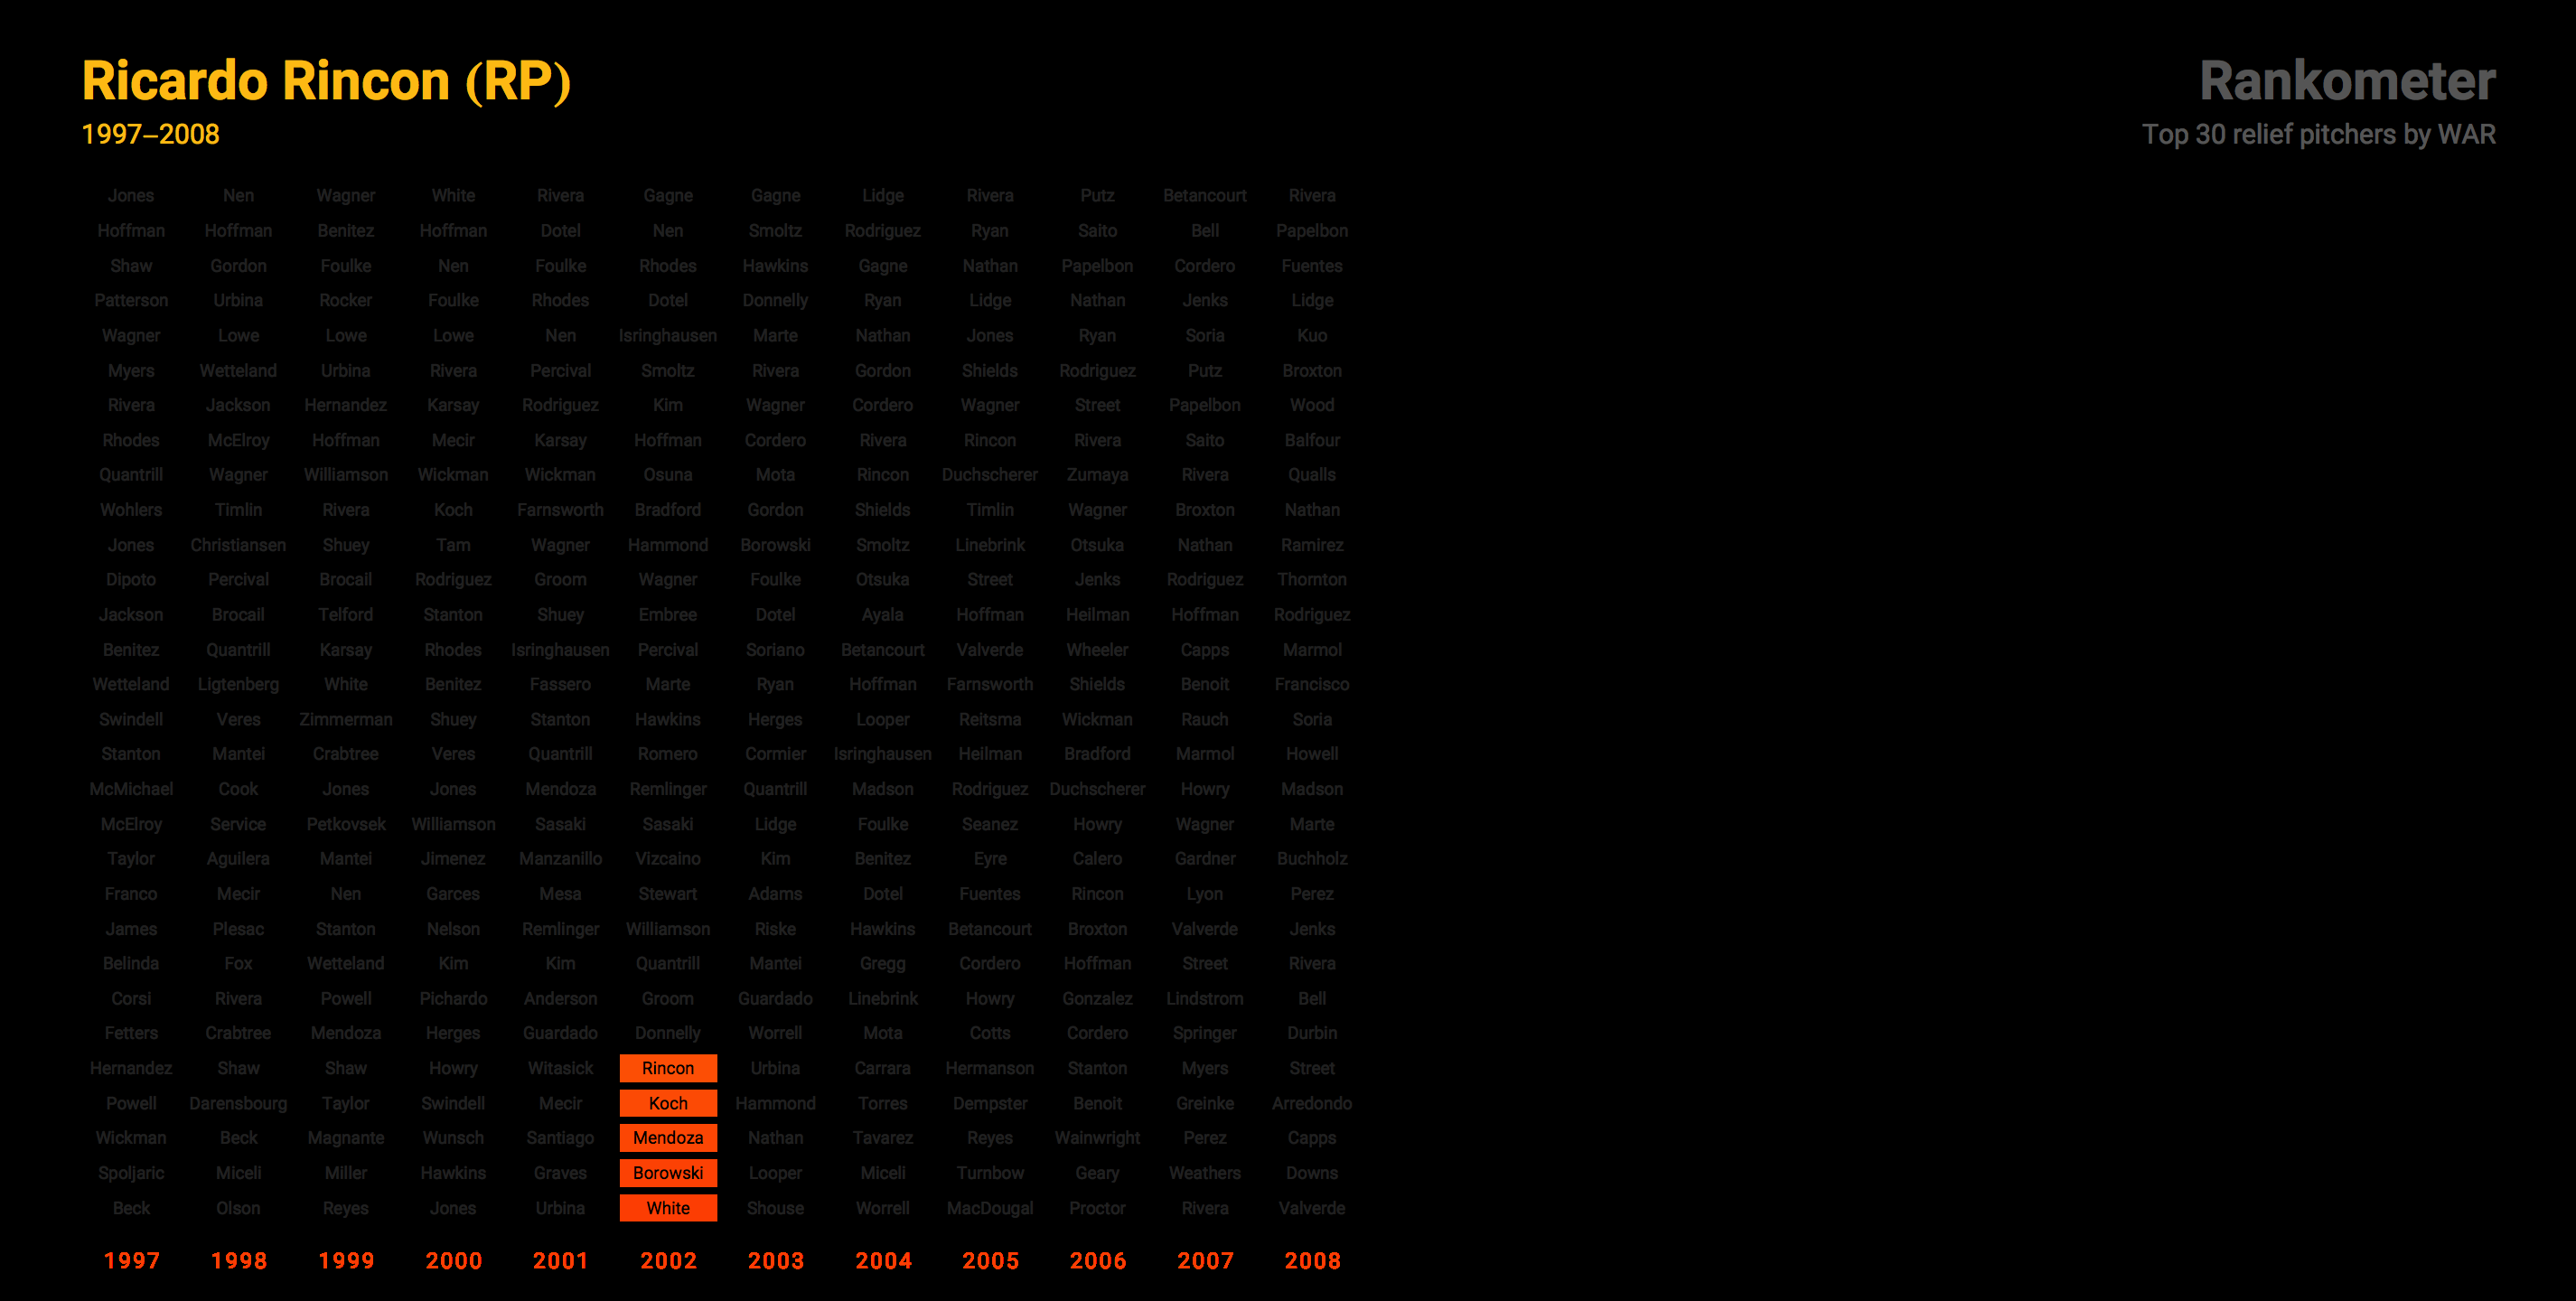 Ricardo Rincon (RP)
1997–2008
Rankometer
Top 30 relief pitchers by WAR
Jones Nen Wagner White Rivera Gagne Gagne Lidge Rivera Putz Betancourt Rivera
Hoffman Hoffman Benitez Hoffman Dotel Nen Smoltz Rodriguez Ryan Saito Bell Papelbon
Shaw Gordon Foulke Nen Foulke Rhodes Hawkins Gagne Nathan Papelbon Cordero Fuentes
Patterson Urbina Rocker Foulke Rhodes Dotel Donnelly Ryan Lidge Nathan Jenks Lidge
Wagner Lowe Lowe Lowe Nen Isringhausen Marte Nathan Jones Ryan Soria Kuo
Myers Wetteland Urbina Rivera Percival Smoltz Rivera Gordon Shields Rodriguez Putz Broxton
Rivera Jackson Hernandez Karsay Rodriguez Kim Wagner Cordero Wagner Street Papelbon Wood
Rhodes McElroy Hoffman Mecir Karsay Hoffman Cordero Rivera Rincon Rivera Saito Balfour
Quantrill Wagner Williamson Wickman Wickman Osuna Mota Rincon Duchscherer Zumaya Rivera Qualls
Wohlers Timlin Rivera Koch Farnsworth Bradford Gordon Shields Timlin Wagner Broxton Nathan
Jones Christiansen Shuey Tam Wagner Hammond Borowski Smoltz Linebrink Otsuka Nathan Ramirez
Dipoto Percival Brocail Rodriguez Groom Wagner Foulke Otsuka Street Jenks Rodriguez Thornton
Jackson Brocail Telford Stanton Shuey Embree Dotel Ayala Hoffman Heilman Hoffman Rodriguez
Benitez Quantrill Karsay Rhodes Isringhausen Percival Soriano Betancourt Valverde Wheeler Capps Marmol
Wetteland Ligtenberg White Benitez Fassero Marte Ryan Hoffman Farnsworth Shields Benoit Francisco
Swindell Veres Zimmerman Shuey Stanton Hawkins Herges Looper Reitsma Wickman Rauch Soria
Stanton Mantei Crabtree Veres Quantrill Romero Cormier Isringhausen Heilman Bradford Marmol Howell
McMichael Cook Jones Jones Mendoza Remlinger Quantrill Madson Rodriguez Duchscherer Howry Madson
McElroy Service Petkovsek Williamson Sasaki Sasaki Lidge Foulke Seanez Howry Wagner Marte
Taylor Aguilera Mantei Jimenez Manzanillo Vizcaino Kim Benitez Eyre Calero Gardner Buchholz
Franco Mecir Nen Garces Mesa Stewart Adams Dotel Fuentes Rincon Lyon Perez
James Plesac Stanton Nelson Remlinger Williamson Riske Hawkins Betancourt Broxton Valverde Jenks
Belinda Fox Wetteland Kim Kim Quantrill Mantei Gregg Cordero Hoffman Street Rivera
Corsi Rivera Powell Pichardo Anderson Groom Guardado Linebrink Howry Gonzalez Lindstrom Bell
Fetters Crabtree Mendoza Herges Guardado Donnelly Worrell Mota Cotts Cordero Springer Durbin
Hernandez Shaw Shaw Howry Witasick Rincon Urbina Carrara Hermanson Stanton Myers Street
Powell Darensbourg Taylor Swindell Mecir Koch Hammond Torres Dempster Benoit Greinke Arredondo
Wickman Beck Magnante Wunsch Santiago Mendoza Nathan Tavarez Reyes Wainwright Perez Capps
Spoljaric Miceli Miller Hawkins Graves Borowski Looper Miceli Turnbow Geary Weathers Downs
Beck Olson Reyes Jones Urbina White Shouse Worrell MacDougal Proctor Rivera Valverde
1997 1998 1999 2000 2001 2002 2003 2004 2005 2006 2007 2008